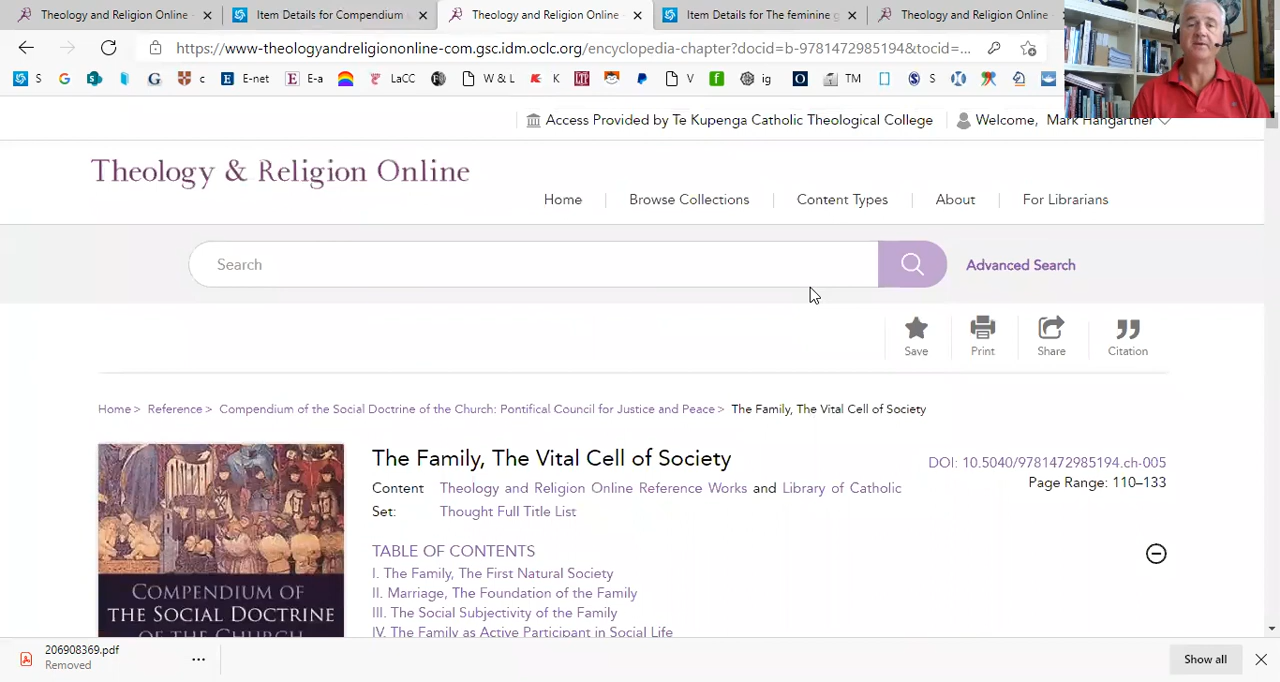 Theology and Religion Online
Item Details for Compendium
Theology and Religion Online
Item Details for The feminine g
Theology and Religion Online
https://www-theologyandreligiononline-com.gsc.idm.oclc.org/encyclopedia-chapter?docid=b-9781472985194&tocid=...
S
c
E-net
E-a
LaCC
W & L
K
V
ig
TM
S
Access Provided by Te Kupenga Catholic Theological College
Welcome, Mark Hangartner
Theology & Religion Online
Home
Browse Collections
Content Types
About
For Librarians
Search
Advanced Search
Save
Print
Share
Citation
Home >
Reference >
Compendium of the Social Doctrine of the Church: Pontifical Council for Justice and Peace >
The Family, The Vital Cell of Society
The Family, The Vital Cell of Society
DOI: 10.5040/9781472985194.ch-005
Page Range: 110–133
Content Set: Theology and Religion Online Reference Works and Library of Catholic
Thought Full Title List
TABLE OF CONTENTS
I. The Family, The First Natural Society
II. Marriage, The Foundation of the Family
III. The Social Subjectivity of the Family
IV. The Family as Active Participant in Social Life
COMPENDIUM OF
THE SOCIAL DOCTRINE
OF THE CHURCH
206908369.pdf
Removed
...
Show all